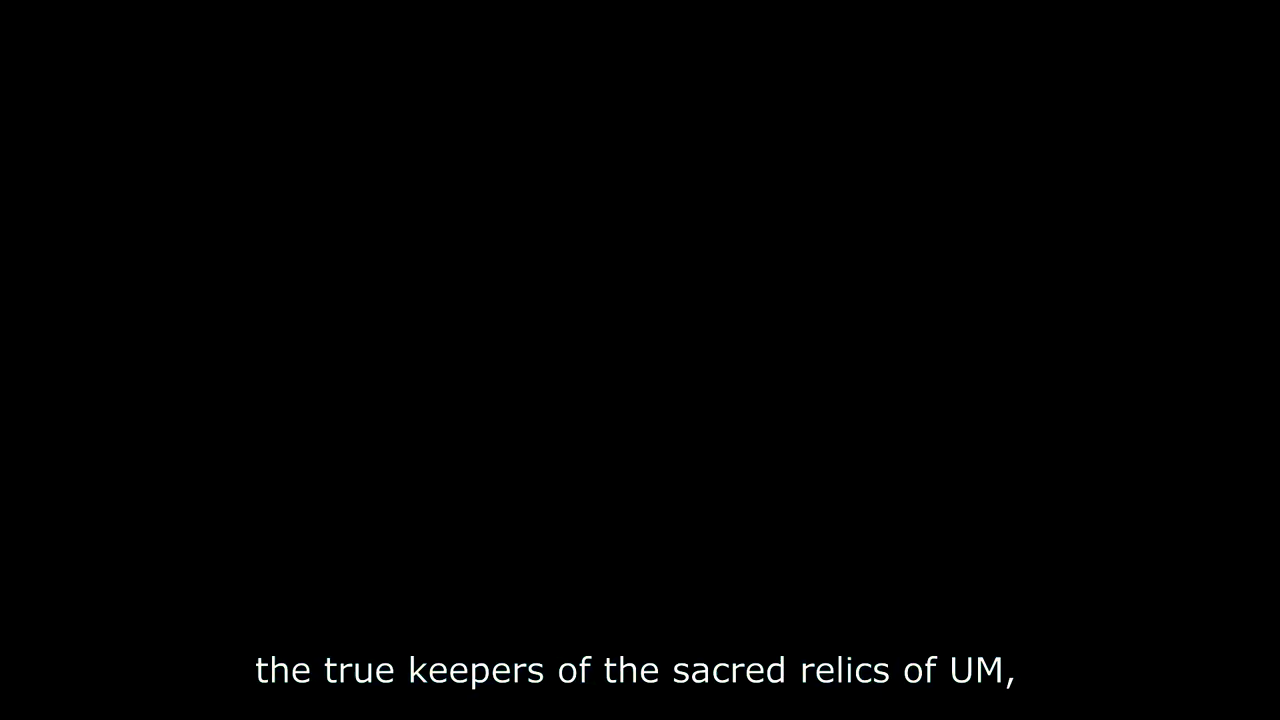 the true keepers of the sacred relics of UM,